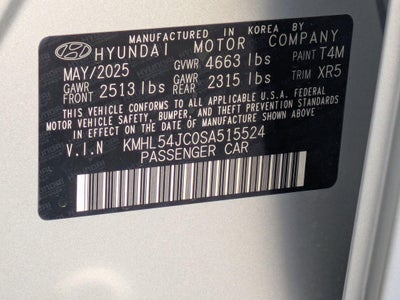 MANUFACTURED IN KOREA BY
HYUNDAI MOTOR COMPANY
MAY/2025 GVWR 4663 lbs PAINT T4M
GAWR FRONT 2513 lbs GAWR REAR 2315 lbs TRIM XR5
THIS VEHICLE CONFORMS TO ALL APPLICABLE U.S.A. FEDERAL
MOTOR VEHICLE SAFETY, BUMPER, AND THEFT PREVENTION STANDARDS
IN EFFECT ON THE DATE OF MANUFACTURE SHOWN ABOVE.
V.I.N KMHL54JC0SA515524
PASSENGER CAR